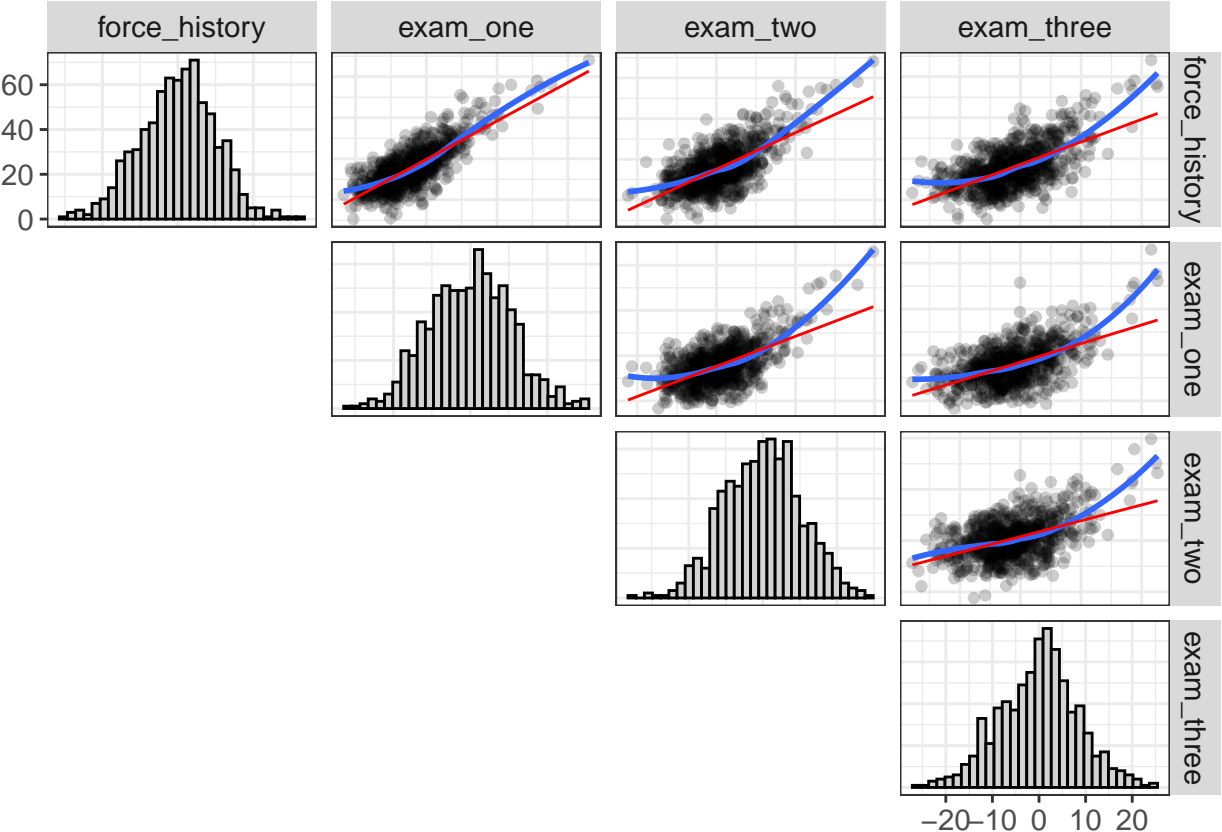 force_history
exam_one
exam_two
exam_three
force_history
60
40
20
0
exam_one
exam_two
exam_three
−20
−10
0
10
20